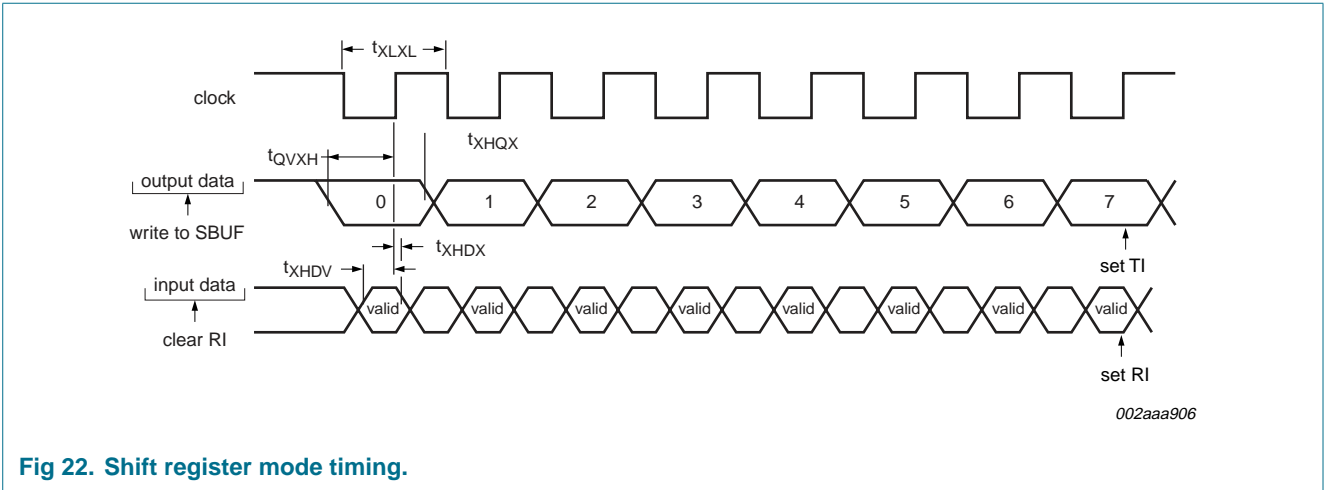 tXLXL
clock
tXHQX
tQVXH
output data
0 1 2 3 4 5 6 7
write to SBUF
tXHDX
set TI
tXHDV
input data
valid valid valid valid valid valid valid valid
clear RI
set RI
002aaa906
Fig 22. Shift register mode timing.